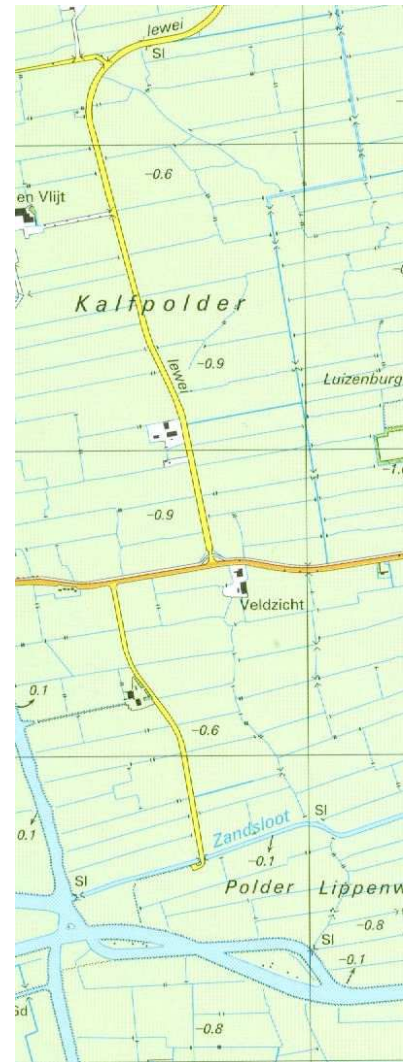 lewei
Sl
-0.6
en Vlijt
Kalfpolder
lewei
-0.9
Luizenburg
-0.9
Veldzicht
0.1
-0.6
0.1
Zandsloot
Sl
-0.1
Sl
Polder Lippenw
-0.8
Sl
-0.1
-0.8